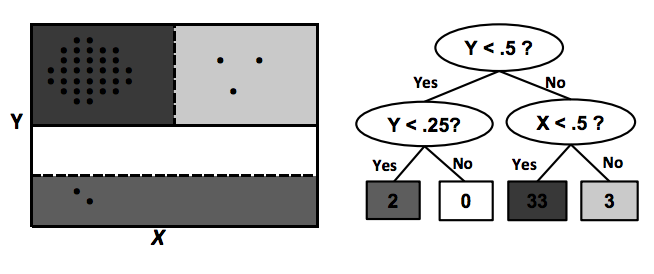 Y < .5 ?
Yes
No
Y
Y < .25?
X < .5 ?
Yes
No
Yes
No
2
0
33
3
X